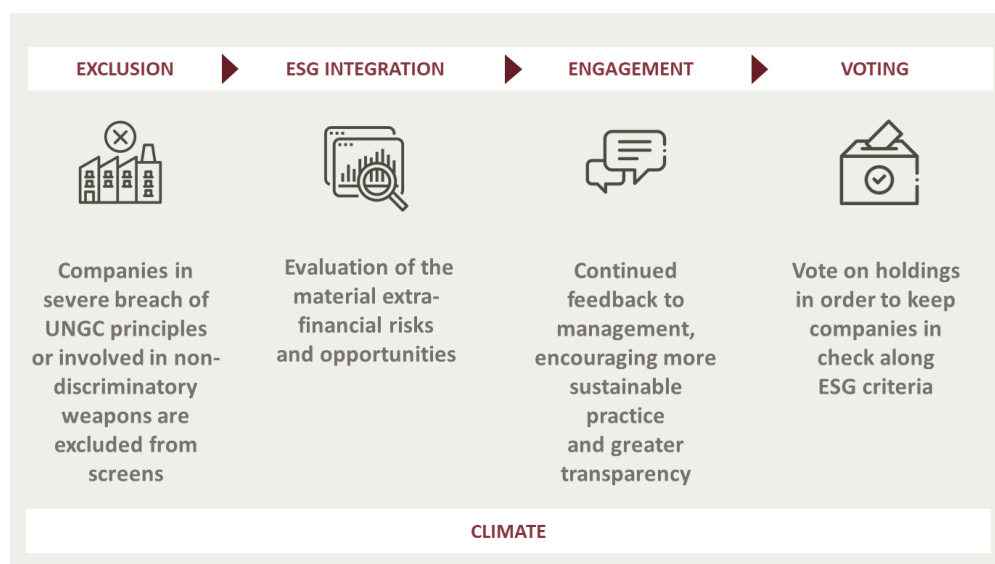 EXCLUSION
ESG INTEGRATION
ENGAGEMENT
VOTING
Companies in
severe breach of
UNGC principles
or involved in non-
discriminatory
weapons are
excluded from
screens
Evaluation of the
material extra-
financial risks
and opportunities
Continued
feedback to
management,
encouraging more
sustainable
practice
and greater
transparency
Vote on holdings
in order to keep
companies in
check along
ESG criteria
CLIMATE